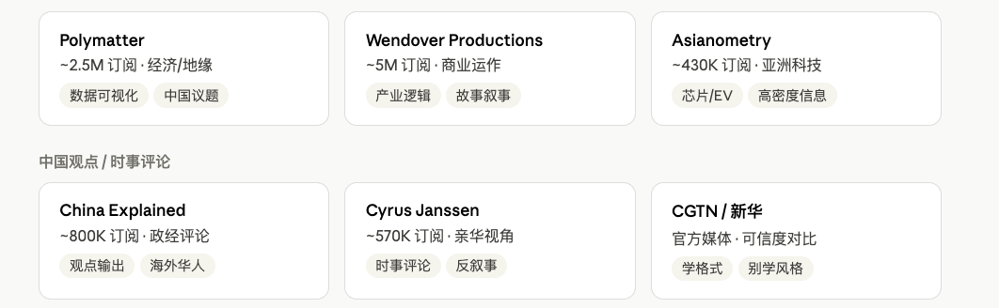 Polymatter
~2.5M 订阅 · 经济/地缘
数据可视化 中国议题
Wendover Productions
~5M 订阅 · 商业运作
产业逻辑 故事叙事
Asianometry
~430K 订阅 · 亚洲科技
芯片/EV 高密度信息
中国观点 / 时事评论
China Explained
~800K 订阅 · 政经评论
观点输出 海外华人
Cyrus Janssen
~570K 订阅 · 亲华视角
时事评论 反叙事
CGTN / 新华
官方媒体 · 可信度对比
学格式 别学风格